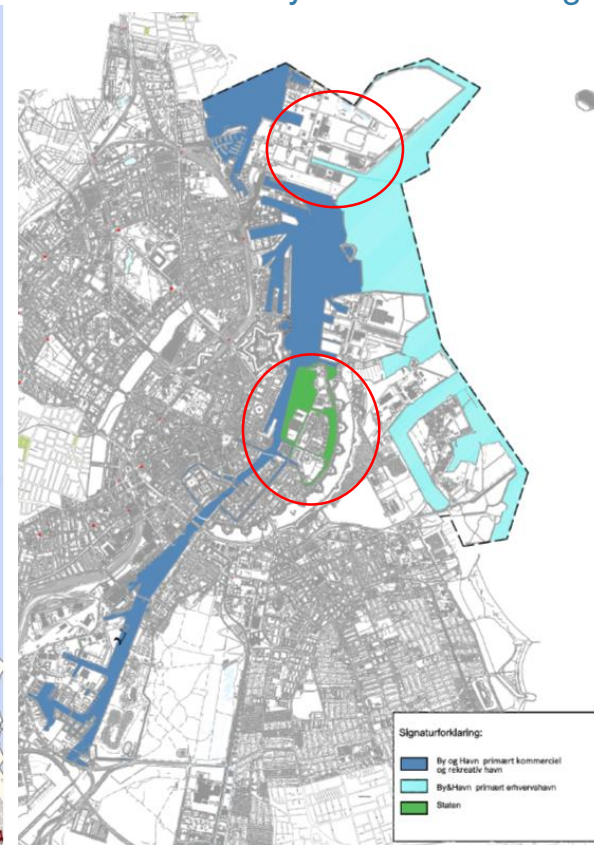 Signaturforklaring:
By og Havn primært kommerciel
og rekreativ havn
By&Havn primært erhvervshavn
Staten